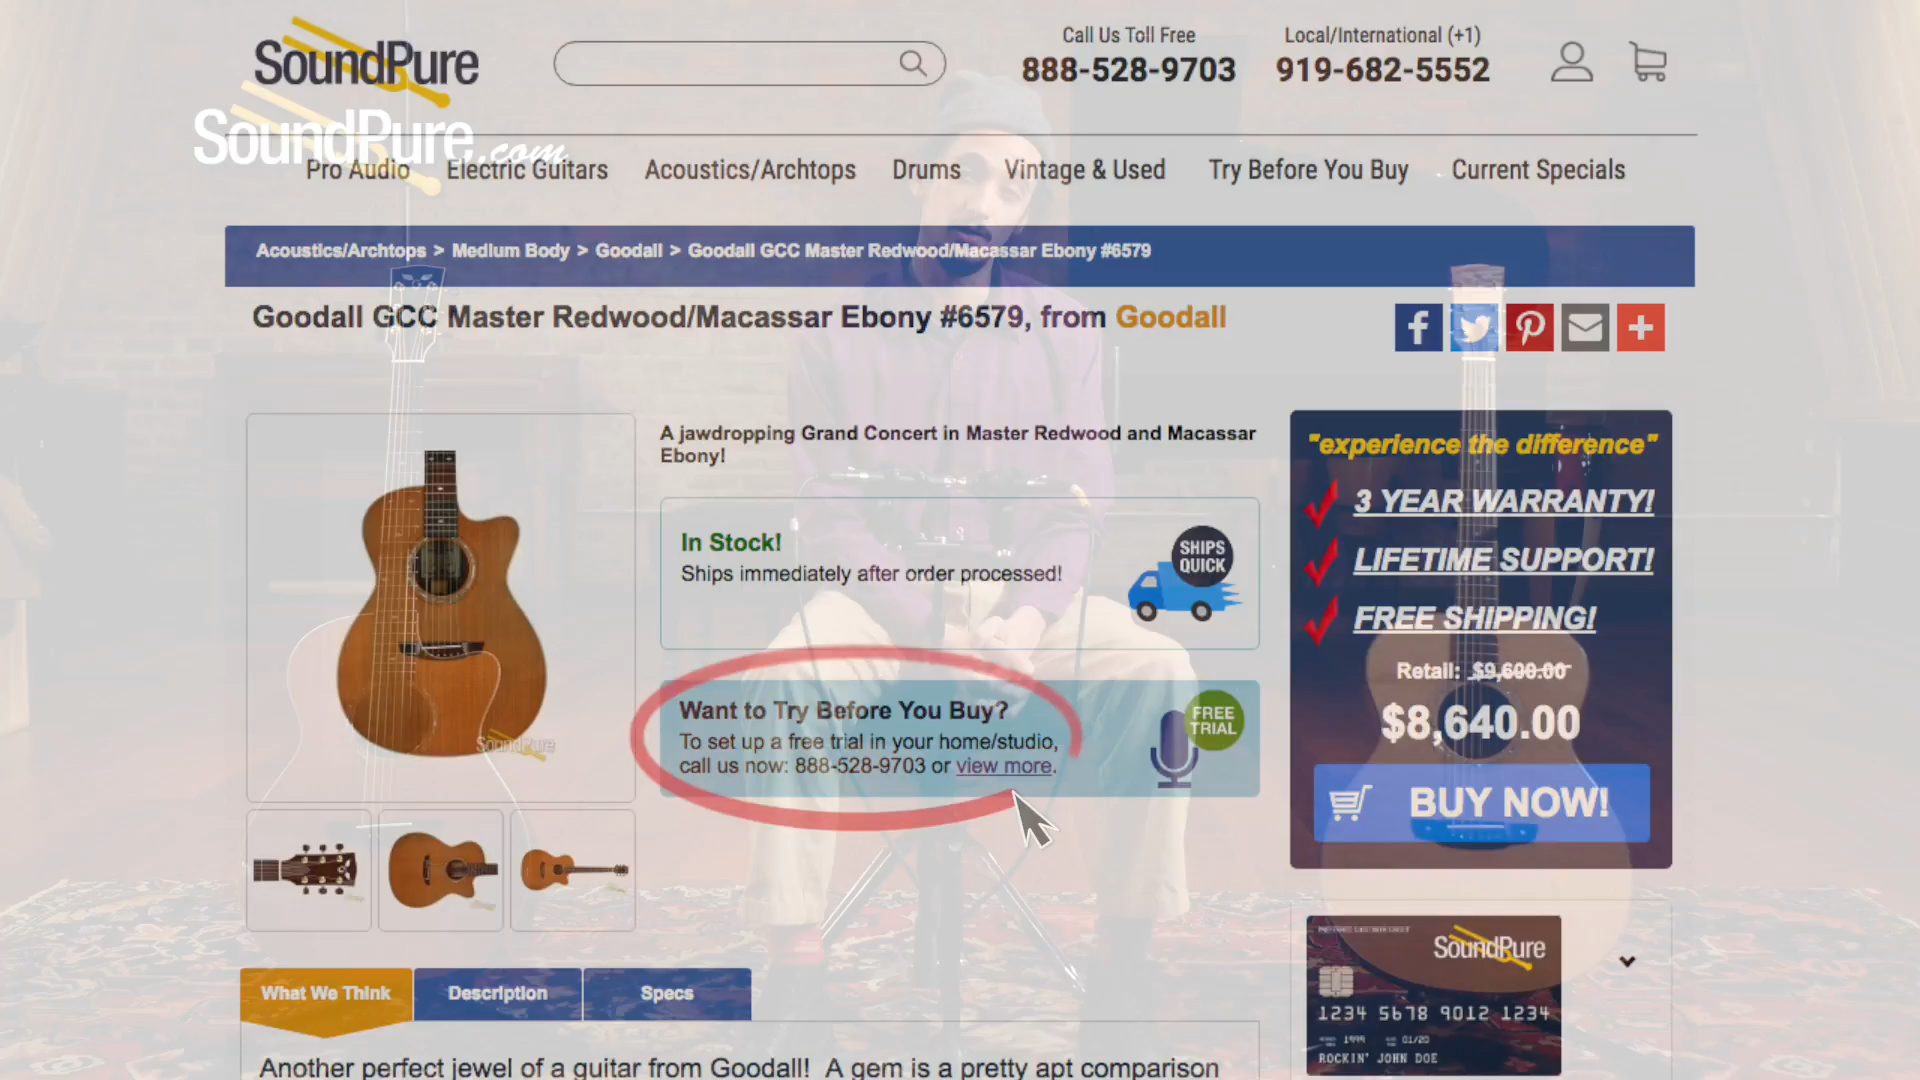 SoundPure
Call Us Toll Free
888-528-9703
Local/International (+1)
919-682-5552
SoundPure.com
Pro Audio
Electric Guitars
Acoustics/Archtops
Drums
Vintage & Used
Try Before You Buy
Current Specials
Acoustics/Archtops > Medium Body > Goodall > Goodall GCC Master Redwood/Macassar Ebony #6579
Goodall GCC Master Redwood/Macassar Ebony #6579, from Goodall
A jawdropping Grand Concert in Master Redwood and Macassar
Ebony!
In Stock!
Ships immediately after order processed!
SHIPS
QUICK
Want to Try Before You Buy?
To set up a free trial in your home/studio,
call us now: 888-528-9703 or view more.
FREE
TRIAL
SoundPure
"experience the difference"
3 YEAR WARRANTY!
LIFETIME SUPPORT!
FREE SHIPPING!
Retail: $9,600.00
$8,640.00
BUY NOW!
What We Think
Description
Specs
Another perfect jewel of a guitar from Goodall! A gem is a pretty apt comparison
SoundPure
1234 5678 9012 1234
1999 01/20
ROCKIN' JOHN DOE